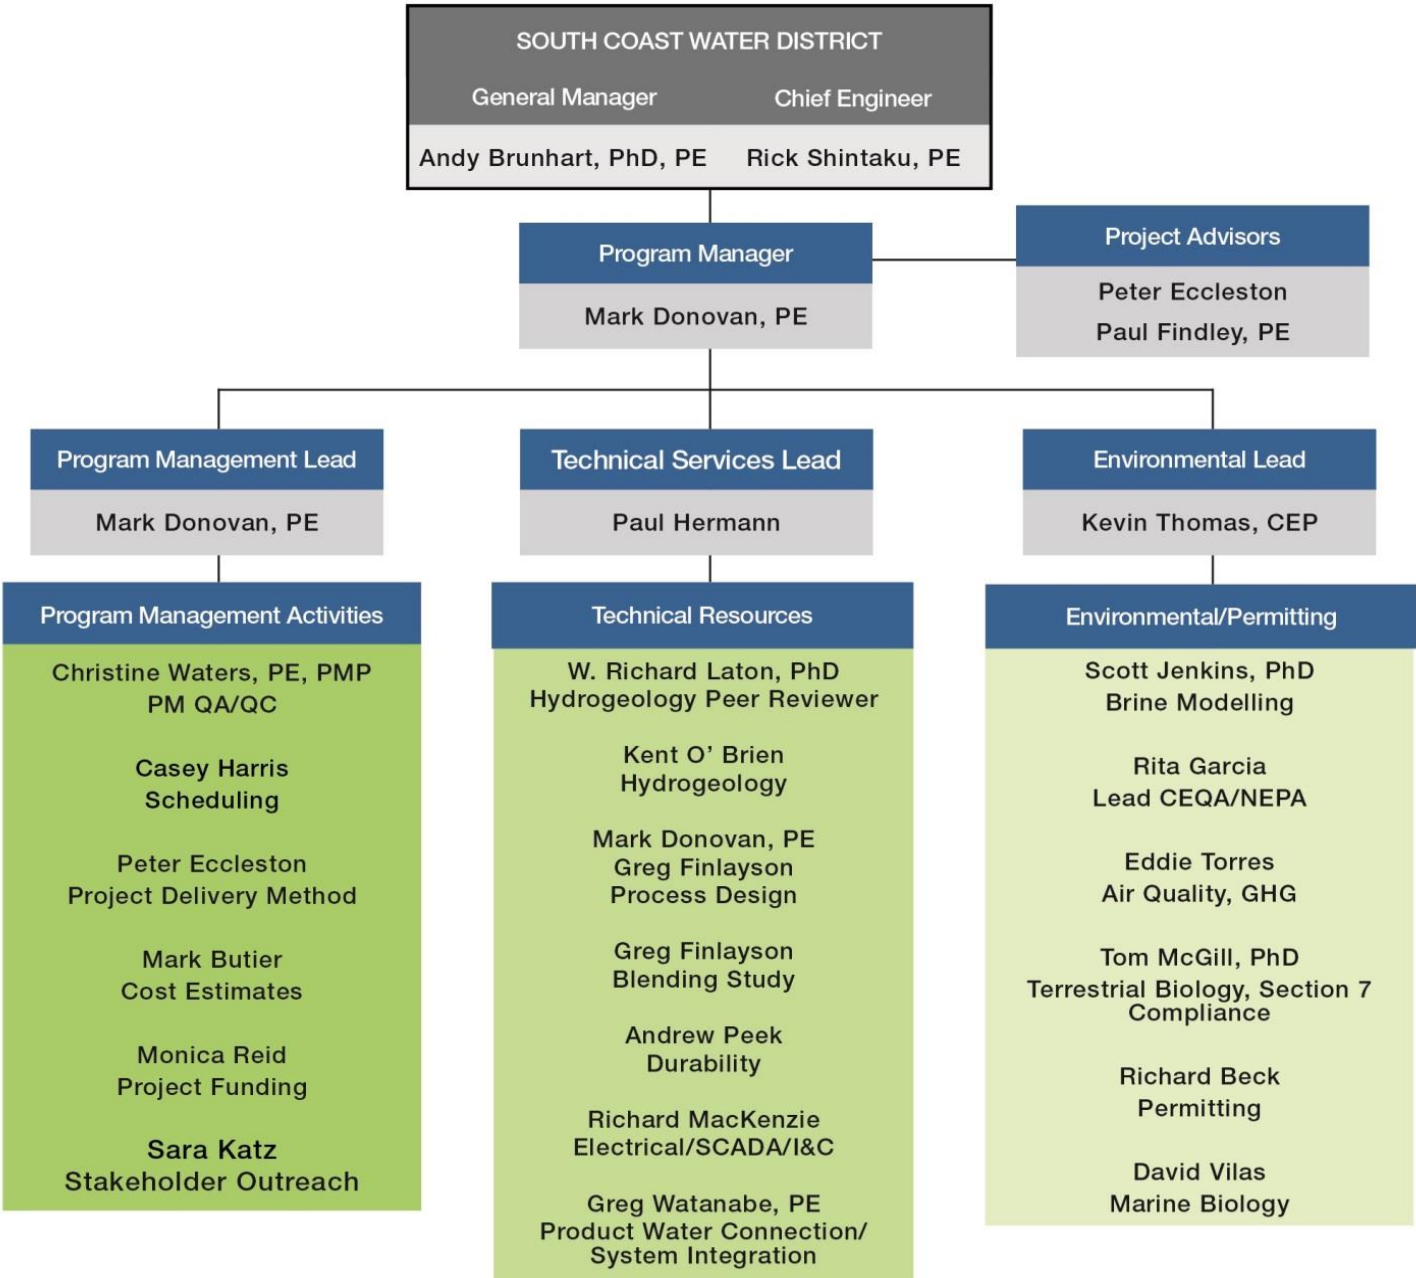 SOUTH COAST WATER DISTRICT
General Manager
Chief Engineer
Andy Brunhart, PhD, PE
Rick Shintaku, PE
Program Manager
Mark Donovan, PE
Project Advisors
Peter Eccleston
Paul Findley, PE
Program Management Lead
Mark Donovan, PE
Technical Services Lead
Paul Hermann
Environmental Lead
Kevin Thomas, CEP
Program Management Activities
Christine Waters, PE, PMP
PM QA/QC
Casey Harris
Scheduling
Peter Eccleston
Project Delivery Method
Mark Butier
Cost Estimates
Monica Reid
Project Funding
Sara Katz
Stakeholder Outreach
Technical Resources
W. Richard Laton, PhD
Hydrogeology Peer Reviewer
Kent O' Brien
Hydrogeology
Mark Donovan, PE
Greg Finlayson
Process Design
Greg Finlayson
Blending Study
Andrew Peek
Durability
Richard MacKenzie
Electrical/SCADA/I&C
Greg Watanabe, PE
Product Water Connection/
System Integration
Environmental/Permitting
Scott Jenkins, PhD
Brine Modelling
Rita Garcia
Lead CEQA/NEPA
Eddie Torres
Air Quality, GHG
Tom McGill, PhD
Terrestrial Biology, Section 7
Compliance
Richard Beck
Permitting
David Vilas
Marine Biology